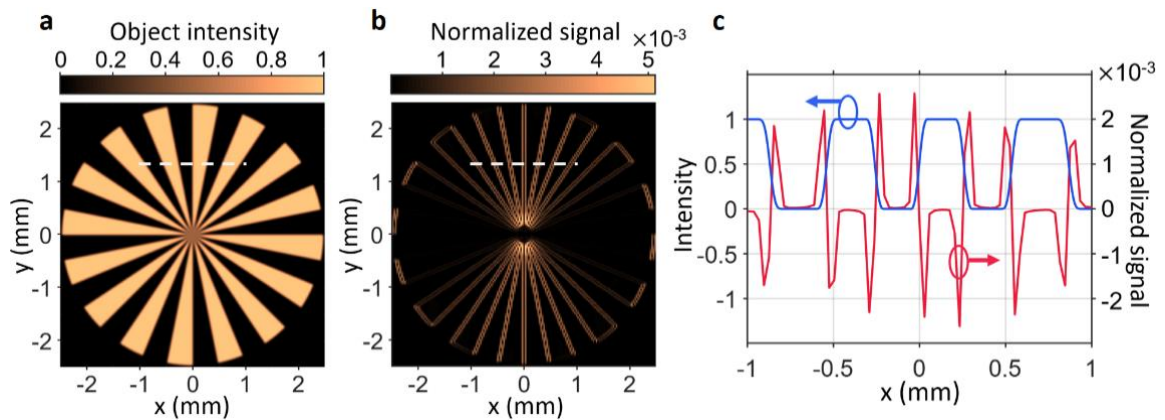 a
Object intensity
0 0.2 0.4 0.6 0.8 1
y (mm)
2
1
0
-1
-2
-2 -1 0 1 2
x (mm)
b
Normalized signal
×10⁻³
1 2 3 4 5
y (mm)
2
1
0
-1
-2
-2 -1 0 1 2
x (mm)
c
×10⁻³
Intensity
1
0.5
0
-0.5
-1
Normalized signal
2
1
0
-1
-2
-1 -0.5 0 0.5 1
x (mm)